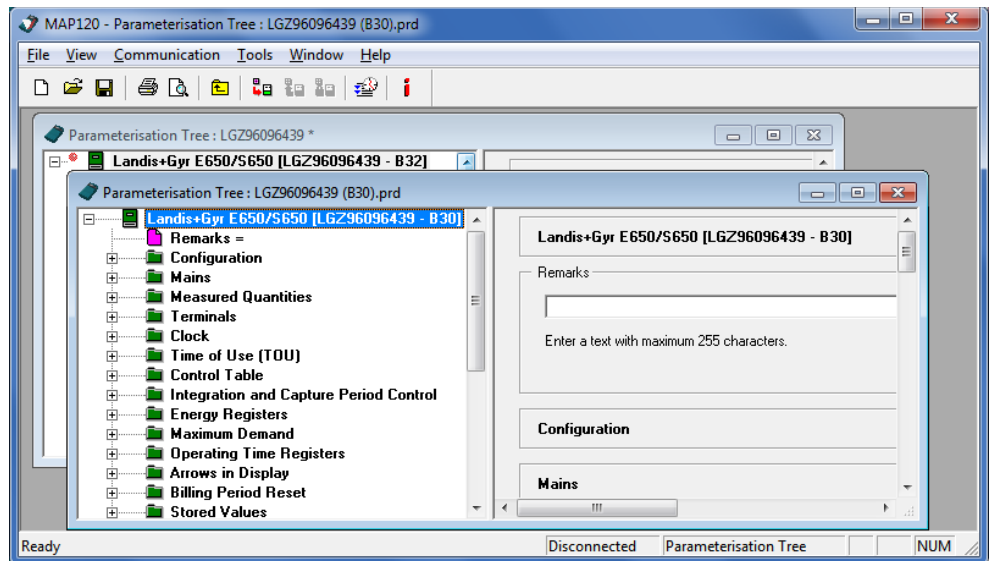 MAP120 - Parameterisation Tree : LGZ96096439 (B30).prd
File View Communication Tools Window Help
Parameterisation Tree : LGZ96096439 *
Landis+Gyr E650/S650 [LGZ96096439 - B32]
Parameterisation Tree : LGZ96096439 (B30).prd
Landis+Gyr E650/S650 [LGZ96096439 - B30]
Remarks =
Configuration
Mains
Measured Quantities
Terminals
Clock
Time of Use (TOU)
Control Table
Integration and Capture Period Control
Energy Registers
Maximum Demand
Operating Time Registers
Arrows in Display
Billing Period Reset
Stored Values
Landis+Gyr E650/S650 [LGZ96096439 - B30]
Remarks
Enter a text with maximum 255 characters.
Configuration
Mains
Ready Disconnected Parameterisation Tree NUM